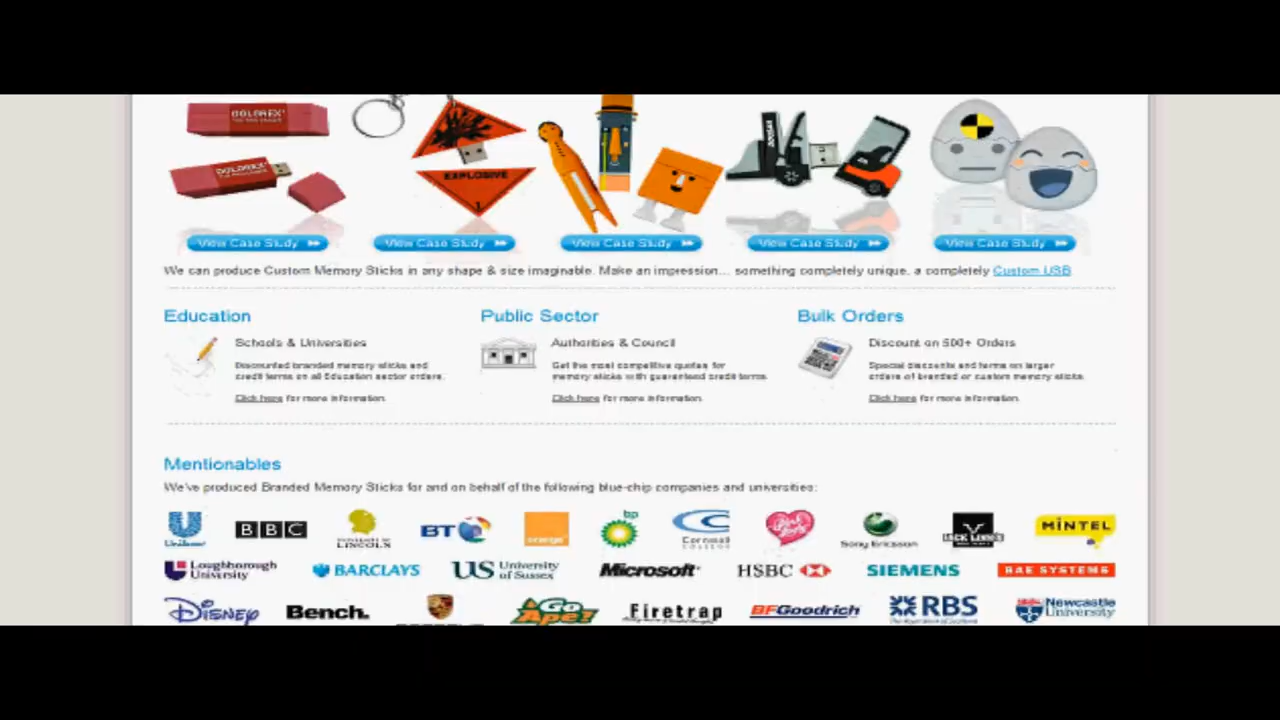 DOLOREX
DOLOREX
EXPLOSIVE
1
DOOSAN
View Case Study
View Case Study
View Case Study
View Case Study
View Case Study
We can produce Custom Memory Sticks in any shape & size imaginable. Make an impression... something completely unique, a completely Custom USB
Education
Public Sector
Bulk Orders
Schools & Universities
Authorities & Council
Discount on 500+ Orders
Discounted branded memory sticks and
credit terms on all Education sector orders.
Get the most competitive quotes for
memory sticks with guaranteed credit terms.
Special discounts and terms on larger
orders of branded or custom memory sticks.
Click here for more information.
Click here for more information.
Click here for more information.
Mentionables
We've produced Branded Memory Sticks for and on behalf of the following blue-chip companies and universities:
Unilever BBC UNIVERSITY OF LINCOLN BT orange bp Cornwall COLLEGE Sony Ericsson MINTEL
Loughborough University BARCLAYS US University of Sussex Microsoft HSBC SIEMENS BAE SYSTEMS
Disney Bench. Go Ape! Firetrap BFGoodrich RBS Newcastle University